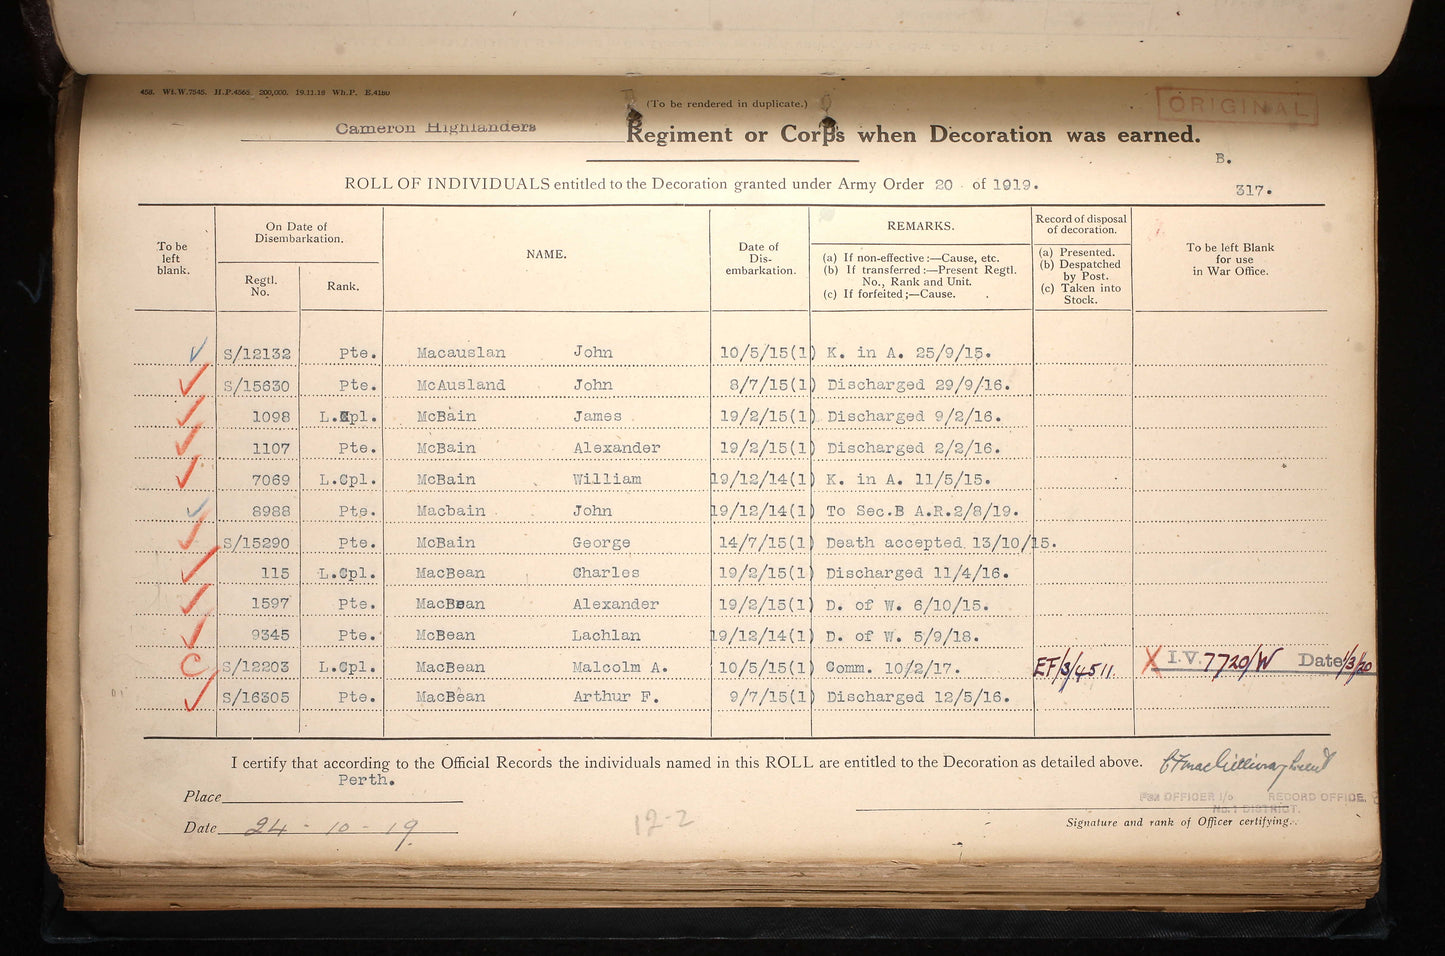 458. Wt.W.7545. H.P.4565. 200,000. 19.11.18 Wh.P. E.4180
(To be rendered in duplicate.)
ORIGINAL
Cameron Highlanders Regiment or Corps when Decoration was earned.
B.
ROLL OF INDIVIDUALS entitled to the Decoration granted under Army Order 20 of 1919.
317.
To be left blank.
On Date of Disembarkation.
Regtl. No.
Rank.
NAME.
Date of Dis-embarkation.
REMARKS.
(a) If non-effective:—Cause, etc.
(b) If transferred:—Present Regtl. No., Rank and Unit.
(c) If forfeited;—Cause.
Record of disposal of decoration.
(a) Presented.
(b) Despatched by Post.
(c) Taken into Stock.
To be left Blank for use in War Office.
S/12132 Pte. Macauslan John 10/5/15(1) K. in A. 25/9/15.
S/15630 Pte. McAusland John 8/7/15(1) Discharged 29/9/16.
1098 L.Cpl. McBain James 19/2/15(1) Discharged 9/2/16.
1107 Pte. McBain Alexander 19/2/15(1) Discharged 2/2/16.
7069 L.Cpl. McBain William 19/12/14(1) K. in A. 11/5/15.
8988 Pte. Macbain John 19/12/14(1) To Sec.B A.R.2/8/19.
S/15290 Pte. McBain George 14/7/15(1) Death accepted 13/10/15.
115 L.Cpl. MacBean Charles 19/2/15(1) Discharged 11/4/16.
1597 Pte. MacBean Alexander 19/2/15(1) D. of W. 6/10/15.
9345 Pte. McBean Lachlan 19/12/14(1) D. of W. 5/9/18.
C S/12203 L.Cpl. MacBean Malcolm A. 10/5/15(1) Comm. 10/2/17. EF/3/4511. X I.V. 7720/W Date 1/3/20
S/16305 Pte. MacBean Arthur F. 9/7/15(1) Discharged 12/5/16.
I certify that according to the Official Records the individuals named in this ROLL are entitled to the Decoration as detailed above.
Place Perth.
OFFICER I/c RECORD OFFICE.
No. 1 DISTRICT.
Date 24 - 10 - 19
12-2
Signature and rank of Officer certifying.